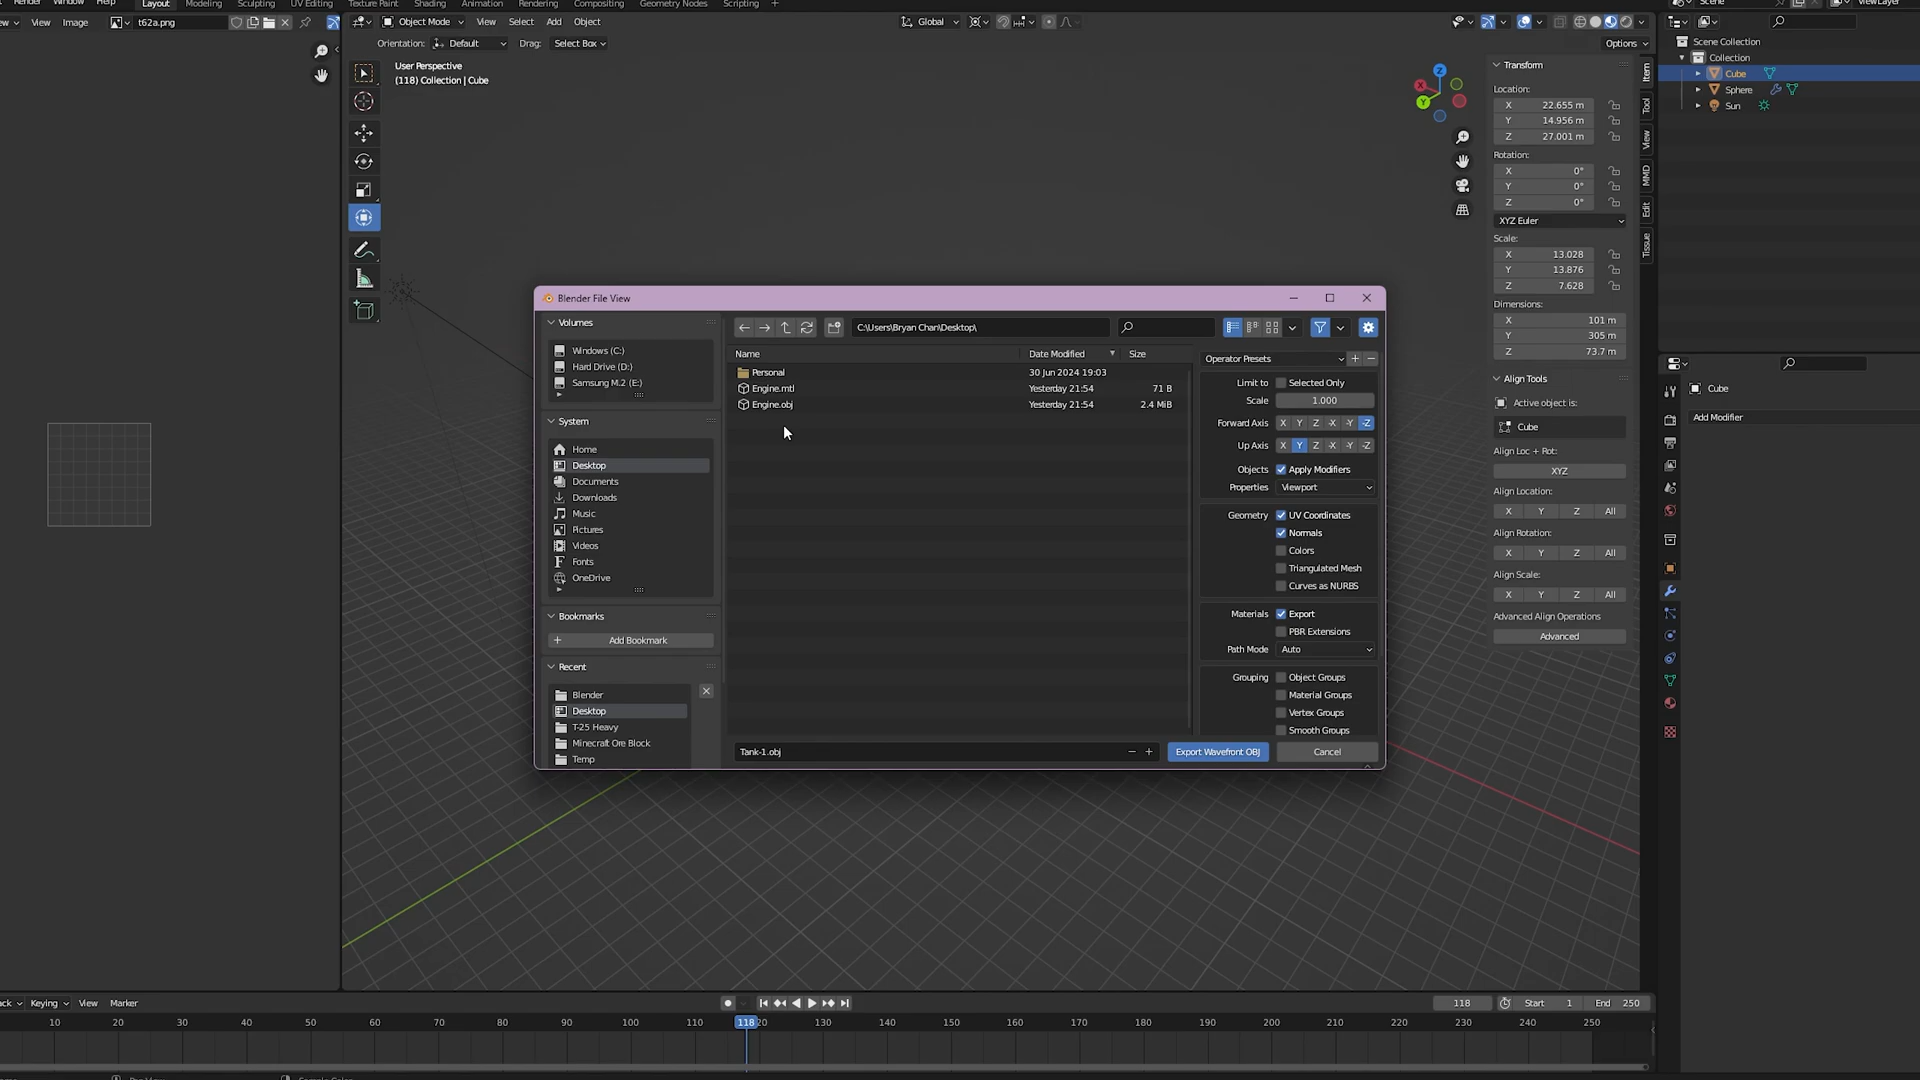 Render Window Help Layout Modeling Sculpting UV Editing Texture Paint Shading Animation Rendering Compositing Geometry Nodes Scripting +
Scene ViewLayer
View Image t62a.png
Object Mode View Select Add Object
Global
Orientation: Default Drag: Select Box
Options
User Perspective
(118) Collection | Cube
Z
X
Y
Transform
Location:
X 22.655 m
Y 14.956 m
Z 27.001 m
Rotation:
X 0°
Y 0°
Z 0°
XYZ Euler
Scale:
X 13.028
Y 13.876
Z 7.628
Dimensions:
X 101 m
Y 305 m
Z 73.7 m
Align Tools
Active object is:
Cube
Align Loc + Rot:
XYZ
Align Location:
X Y Z All
Align Rotation:
X Y Z All
Align Scale:
X Y Z All
Advanced Align Operations
Advanced
Item
Tool
View
MMD
Edit
Tissue
Scene Collection
Collection
Cube
Sphere
Sun
Cube
Add Modifier
Blender File View
Volumes
Windows (C:)
Hard Drive (D:)
Samsung M.2 (E:)
System
Home
Desktop
Documents
Downloads
Music
Pictures
Videos
Fonts
OneDrive
Bookmarks
+ Add Bookmark
Recent
Blender
Desktop
T-25 Heavy
Minecraft Ore Block
Temp
C:\Users\Bryan Chan\Desktop\
Name Date Modified Size
Personal 30 Jun 2024 19:03
Engine.mtl Yesterday 21:54 71 B
Engine.obj Yesterday 21:54 2.4 MiB
Operator Presets + −
Limit to Selected Only
Scale 1.000
Forward Axis X Y Z -X -Y -Z
Up Axis X Y Z -X -Y -Z
Objects Apply Modifiers
Properties Viewport
Geometry UV Coordinates
Normals
Colors
Triangulated Mesh
Curves as NURBS
Materials Export
PBR Extensions
Path Mode Auto
Grouping Object Groups
Material Groups
Vertex Groups
Smooth Groups
Tank-1.obj − + Export Wavefront OBJ Cancel
Keying View Marker
118 Start 1 End 250
10 20 30 40 50 60 70 80 90 100 110 118 130 140 150 160 170 180 190 200 210 220 230 240 250